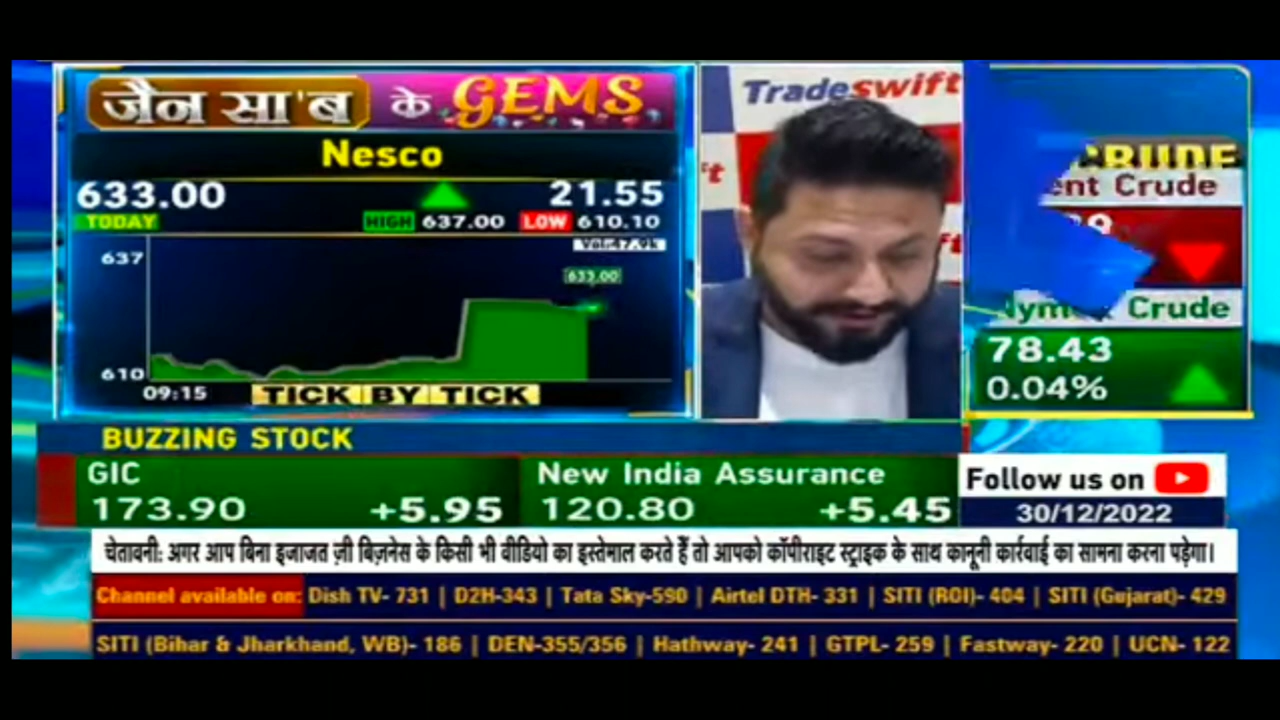 जैन सा'ब के GEMS
Nesco
633.00 21.55
TODAY HIGH 637.00 LOW 610.10
Vol:47.9k
637
633.00
610
09:15 TICK BY TICK
Tradeswift
Crude
78.43
0.04%
BUZZING STOCK
GIC
173.90 +5.95
New India Assurance
120.80 +5.45
Follow us on
30/12/2022
चेतावनी: अगर आप बिना इजाजत ज़ी बिज़नेस के किसी भी वीडियो का इस्तेमाल करते हैं तो आपको कॉपीराइट स्ट्राइक के साथ कानूनी कार्रवाई का सामना करना पड़ेगा।
Channel available on: Dish TV- 731 | D2H-343 | Tata Sky-590 | Airtel DTH- 331 | SITI (ROI)- 404 | SITI (Gujarat)- 429
SITI (Bihar & Jharkhand, WB)- 186 | DEN-355/356 | Hathway- 241 | GTPL- 259 | Fastway- 220 | UCN- 122